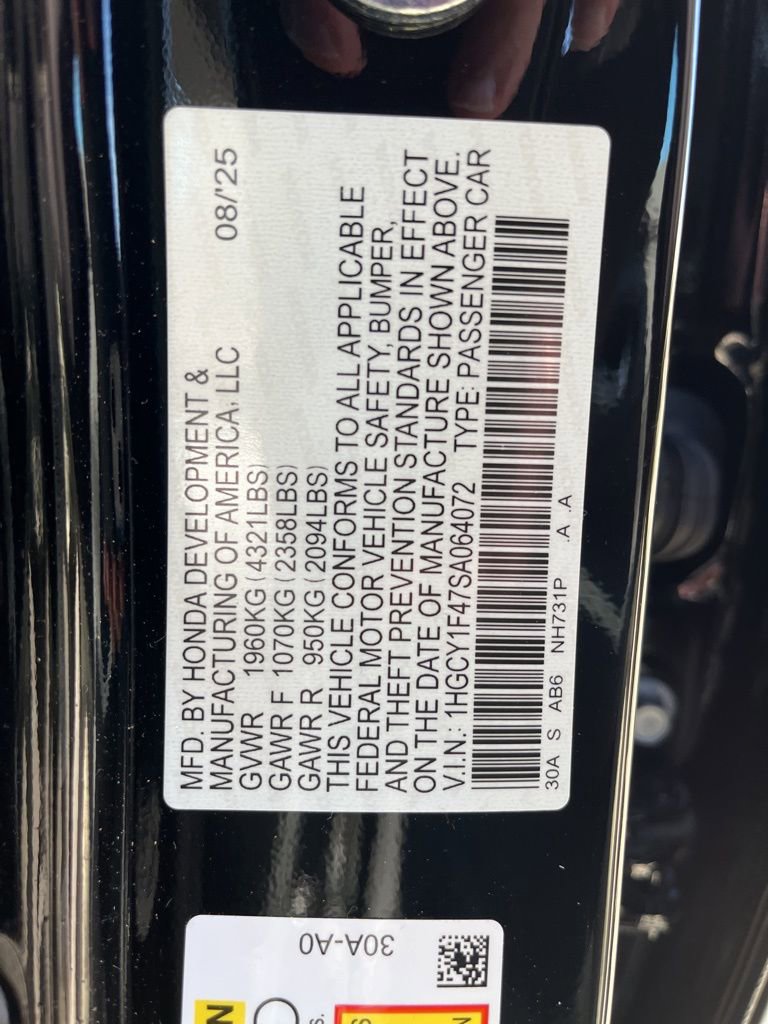 MFD. BY HONDA DEVELOPMENT &
MANUFACTURING OF AMERICA, LLC 08/'25
GVWR 1960KG (4321LBS)
GAWR F 1070KG (2358LBS)
GAWR R 950KG (2094LBS)
THIS VEHICLE CONFORMS TO ALL APPLICABLE
FEDERAL MOTOR VEHICLE SAFETY, BUMPER,
AND THEFT PREVENTION STANDARDS IN EFFECT
ON THE DATE OF MANUFACTURE SHOWN ABOVE.
V.I.N.: 1HGCY1F47SA064072 TYPE: PASSENGER CAR
30A S AB6 NH731P .A .A
30A-A0